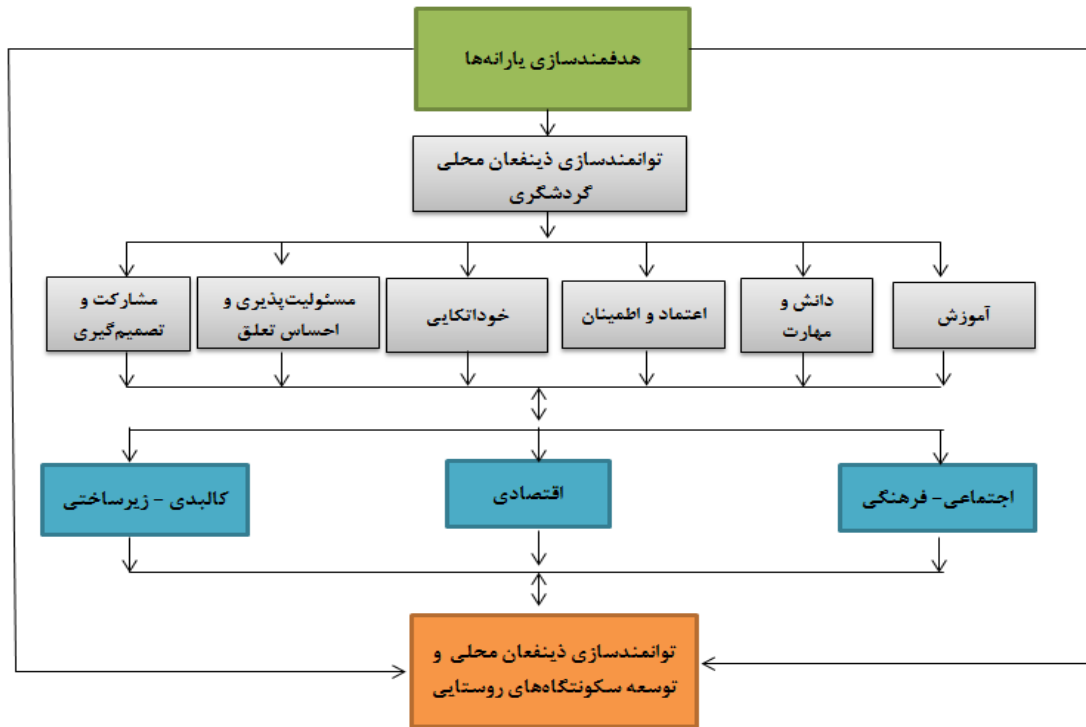 هدفمندسازی یارانه‌ها
توانمندسازی ذینفعان محلی
گردشگری
آموزش
دانش و
مهارت
اعتماد و اطمینان
خوداتکایی
مسئولیت‌پذیری و
احساس تعلق
مشارکت و
تصمیم‌گیری
اجتماعی- فرهنگی
اقتصادی
کالبدی - زیرساختی
توانمندسازی ذینفعان محلی و
توسعه سکونتگاه‌های روستایی